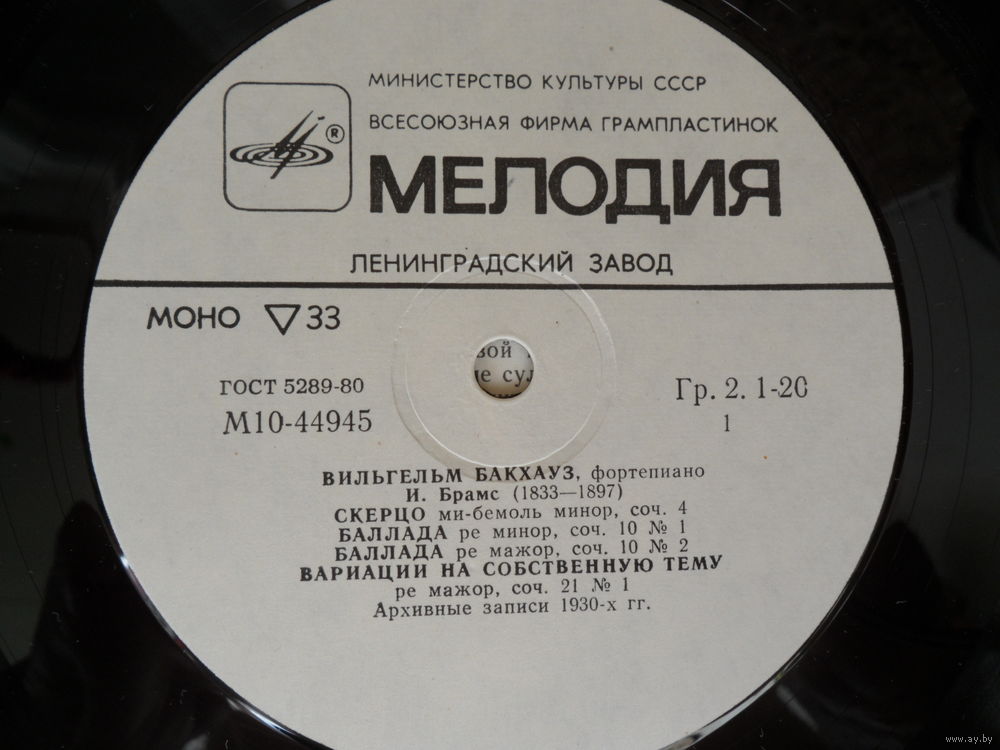 МИНИСТЕРСТВО КУЛЬТУРЫ СССР
ВСЕСОЮЗНАЯ ФИРМА ГРАМПЛАСТИНОК
®
МЕЛОДИЯ
ЛЕНИНГРАДСКИЙ ЗАВОД
МОНО ▽ 33
ГОСТ 5289-80
М10-44945
Гр. 2. 1-20
1
ВИЛЬГЕЛЬМ БАКХАУЗ, фортепиано
И. Брамс (1833—1897)
СКЕРЦО ми-бемоль минор, соч. 4
БАЛЛАДА ре минор, соч. 10 № 1
БАЛЛАДА ре мажор, соч. 10 № 2
ВАРИАЦИИ НА СОБСТВЕННУЮ ТЕМУ
ре мажор, соч. 21 № 1
Архивные записи 1930-х гг.
www.ay.by